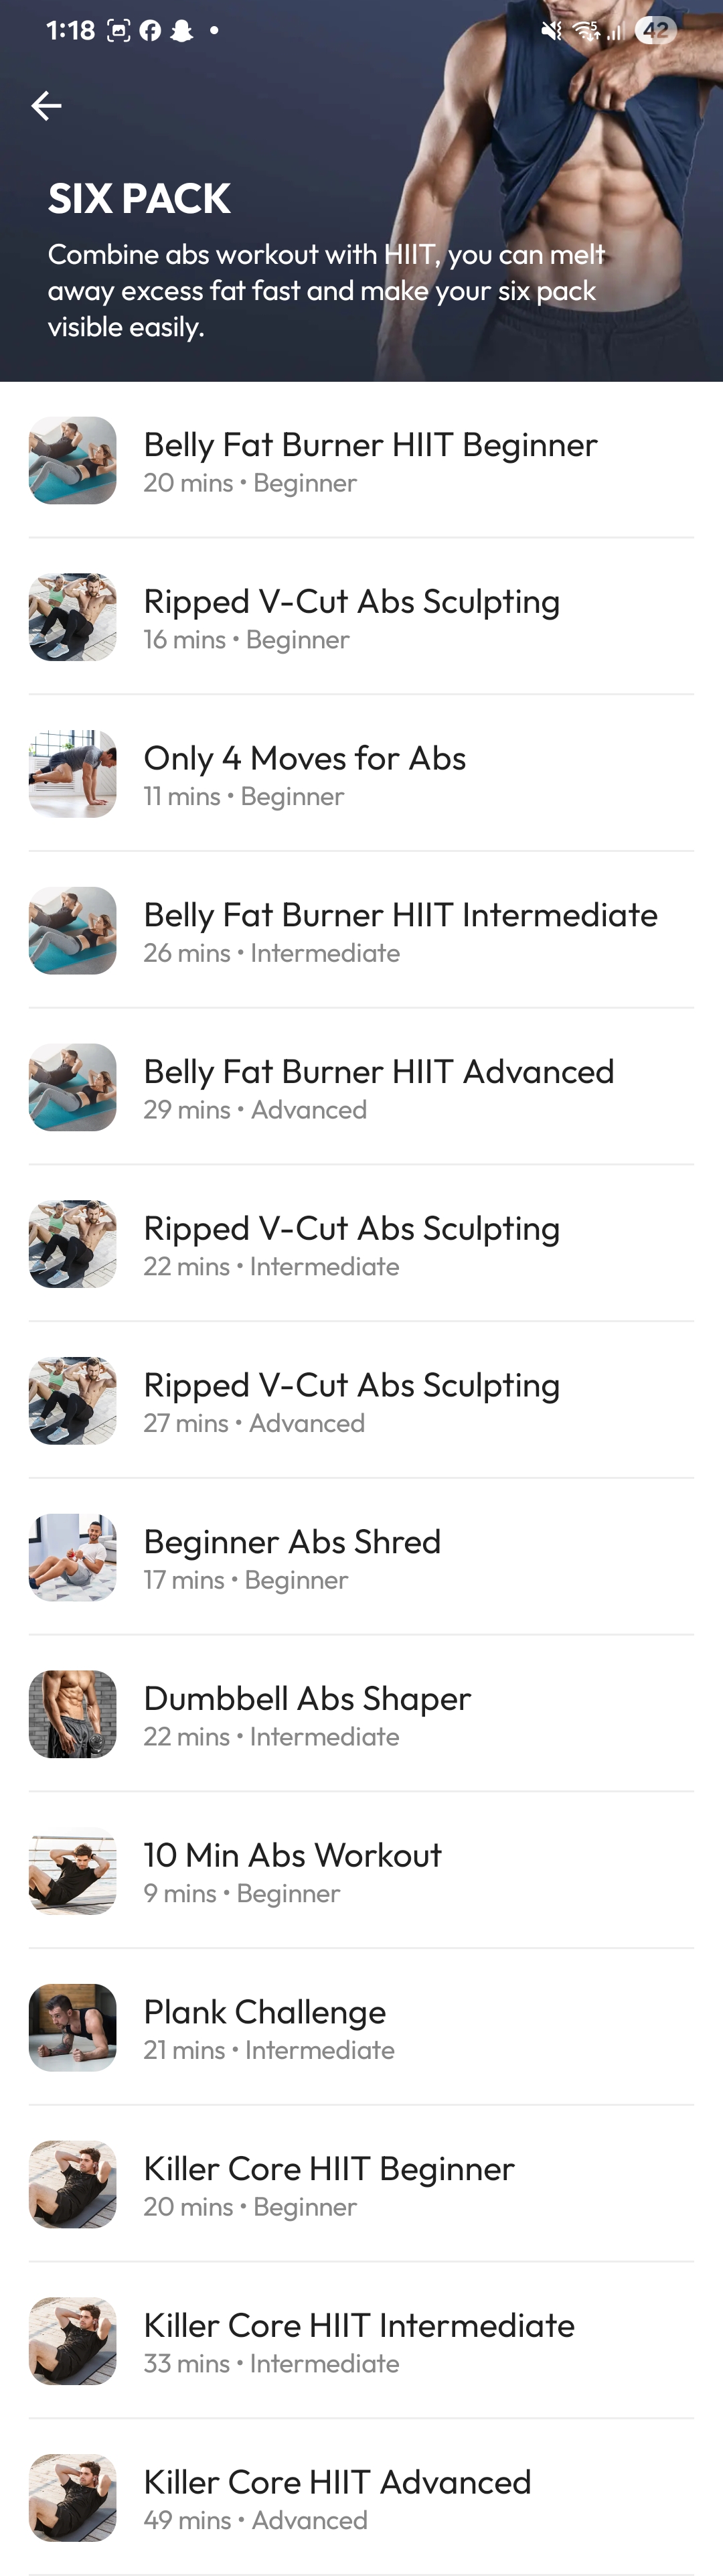 1:18
5
42
SIX PACK
Combine abs workout with HIIT, you can melt
away excess fat fast and make your six pack
visible easily.
Belly Fat Burner HIIT Beginner
20 mins • Beginner
Ripped V-Cut Abs Sculpting
16 mins • Beginner
Only 4 Moves for Abs
11 mins • Beginner
Belly Fat Burner HIIT Intermediate
26 mins • Intermediate
Belly Fat Burner HIIT Advanced
29 mins • Advanced
Ripped V-Cut Abs Sculpting
22 mins • Intermediate
Ripped V-Cut Abs Sculpting
27 mins • Advanced
Beginner Abs Shred
17 mins • Beginner
Dumbbell Abs Shaper
22 mins • Intermediate
10 Min Abs Workout
9 mins • Beginner
Plank Challenge
21 mins • Intermediate
Killer Core HIIT Beginner
20 mins • Beginner
Killer Core HIIT Intermediate
33 mins • Intermediate
Killer Core HIIT Advanced
49 mins • Advanced